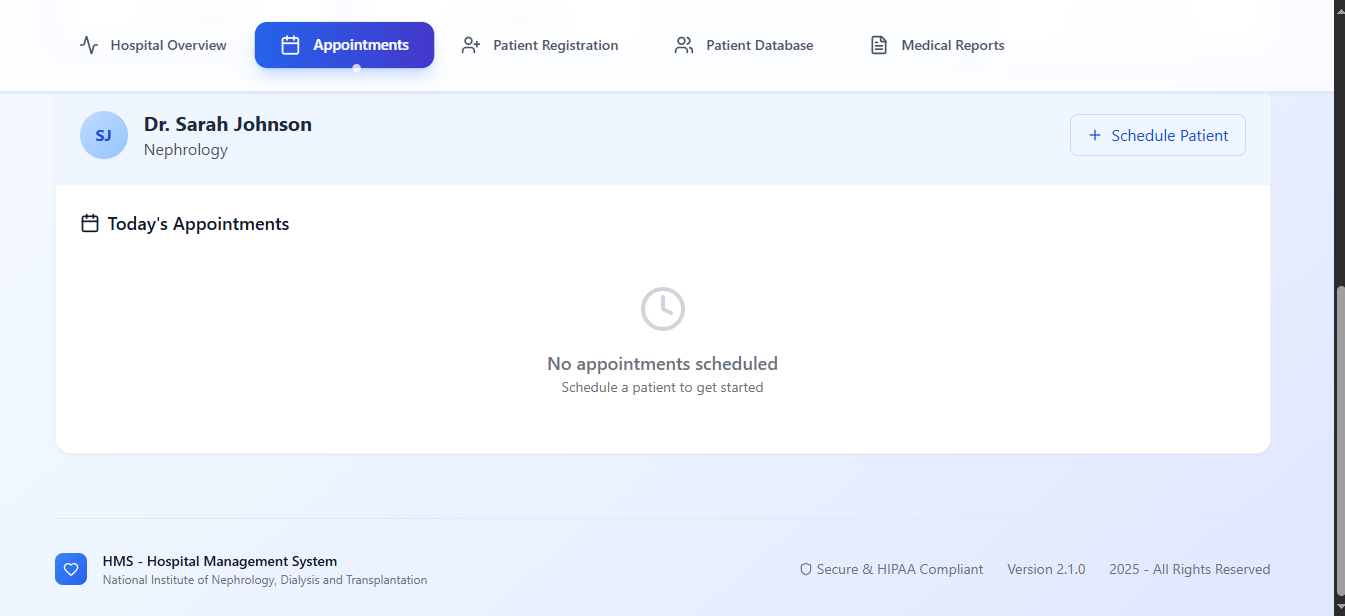 Hospital Overview
Appointments
Patient Registration
Patient Database
Medical Reports
SJ
Dr. Sarah Johnson
Nephrology
Schedule Patient
Today's Appointments
No appointments scheduled
Schedule a patient to get started
HMS - Hospital Management System
National Institute of Nephrology, Dialysis and Transplantation
Secure & HIPAA Compliant
Version 2.1.0
2025 - All Rights Reserved